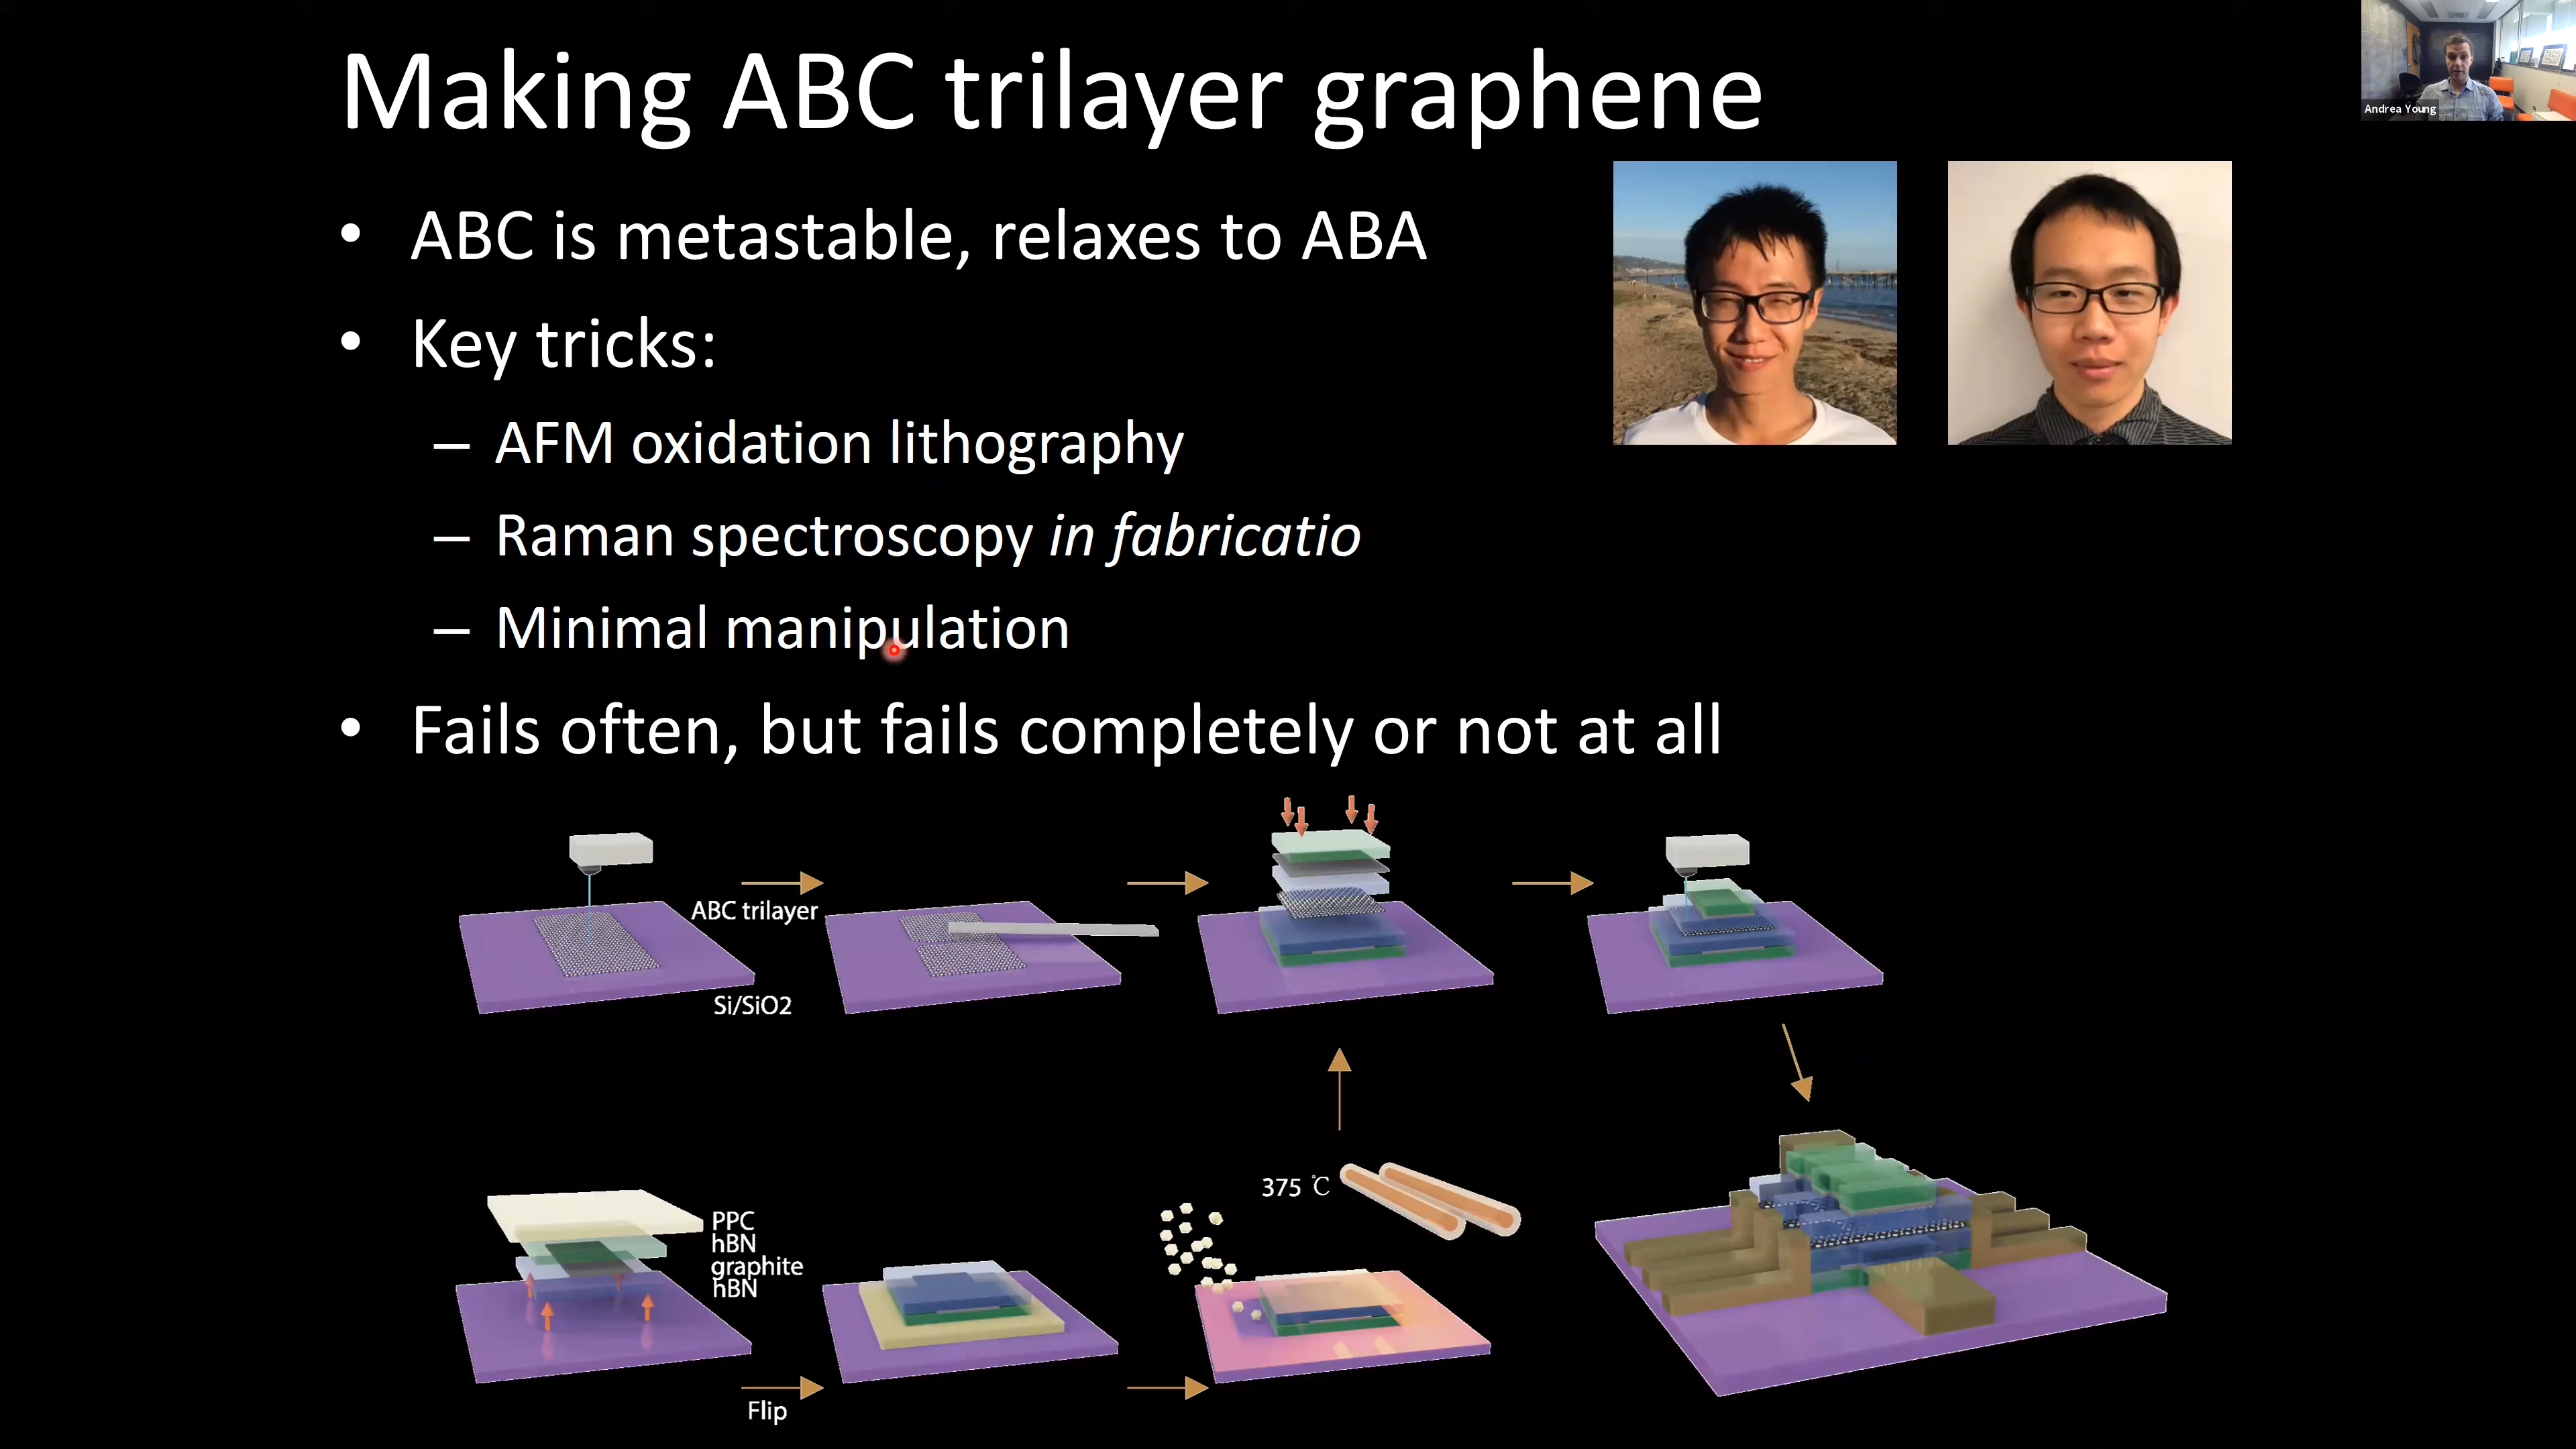 Making ABC trilayer graphene
Andrea Young
• ABC is metastable, relaxes to ABA
• Key tricks:
– AFM oxidation lithography
– Raman spectroscopy in fabricatio
– Minimal manipulation
• Fails often, but fails completely or not at all
ABC trilayer
Si/SiO2
375 ℃
PPC
hBN
graphite
hBN
Flip